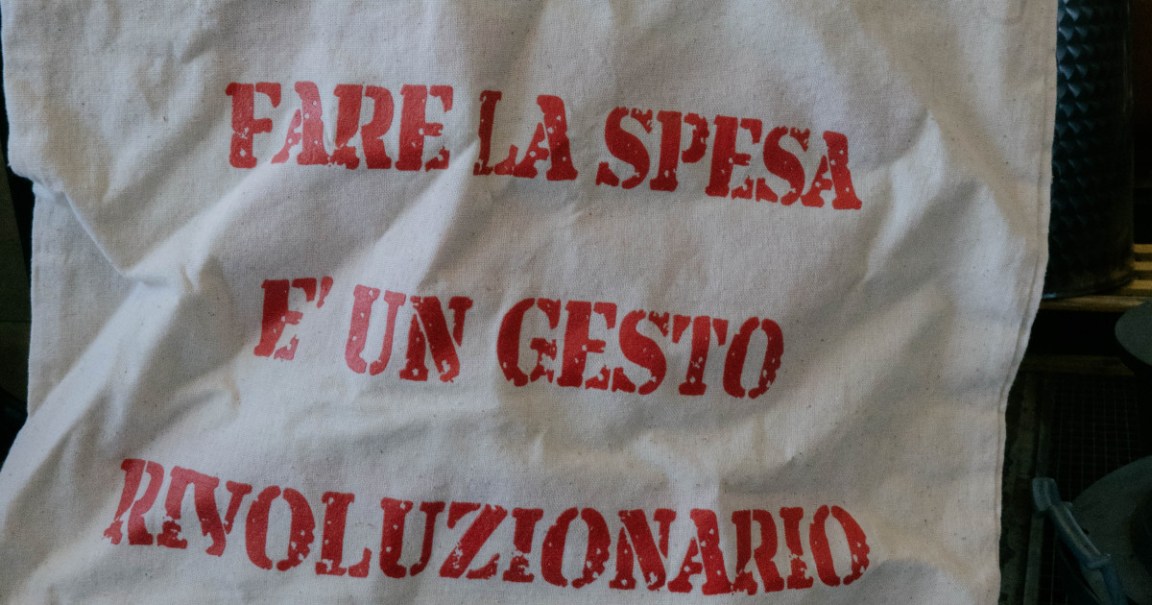 FARE LA SPESA
E' UN GESTO
RIVOLUZIONARIO